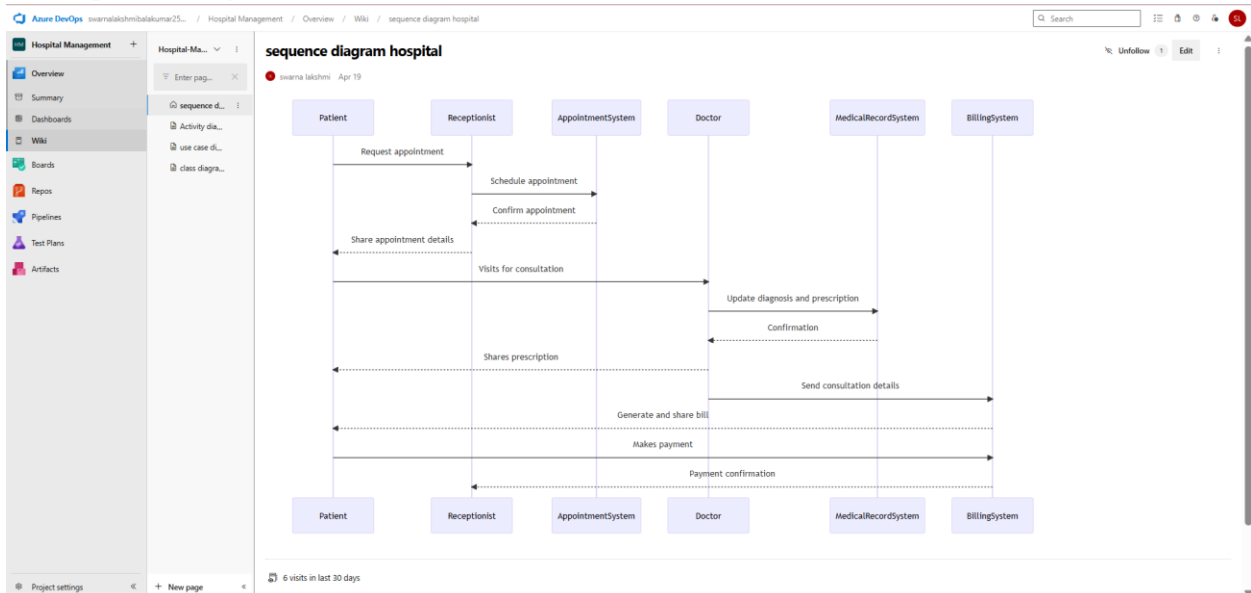 Azure DevOps swarnalakshmibalakumar25... / Hospital Management / Overview / Wiki / sequence diagram hospital
Search
SL
HM Hospital Management +
Overview
Summary
Dashboards
Wiki
Boards
Repos
Pipelines
Test Plans
Artifacts
Project settings
Hospital-Ma...
Enter pag...
sequence d...
Activity dia...
use case di...
class diagra...
+ New page
sequence diagram hospital
Unfollow 1 Edit
swarna lakshmi Apr 19
Patient Receptionist AppointmentSystem Doctor MedicalRecordSystem BillingSystem
Request appointment
Schedule appointment
Confirm appointment
Share appointment details
Visits for consultation
Update diagnosis and prescription
Confirmation
Shares prescription
Send consultation details
Generate and share bill
Makes payment
Payment confirmation
Patient Receptionist AppointmentSystem Doctor MedicalRecordSystem BillingSystem
6 visits in last 30 days